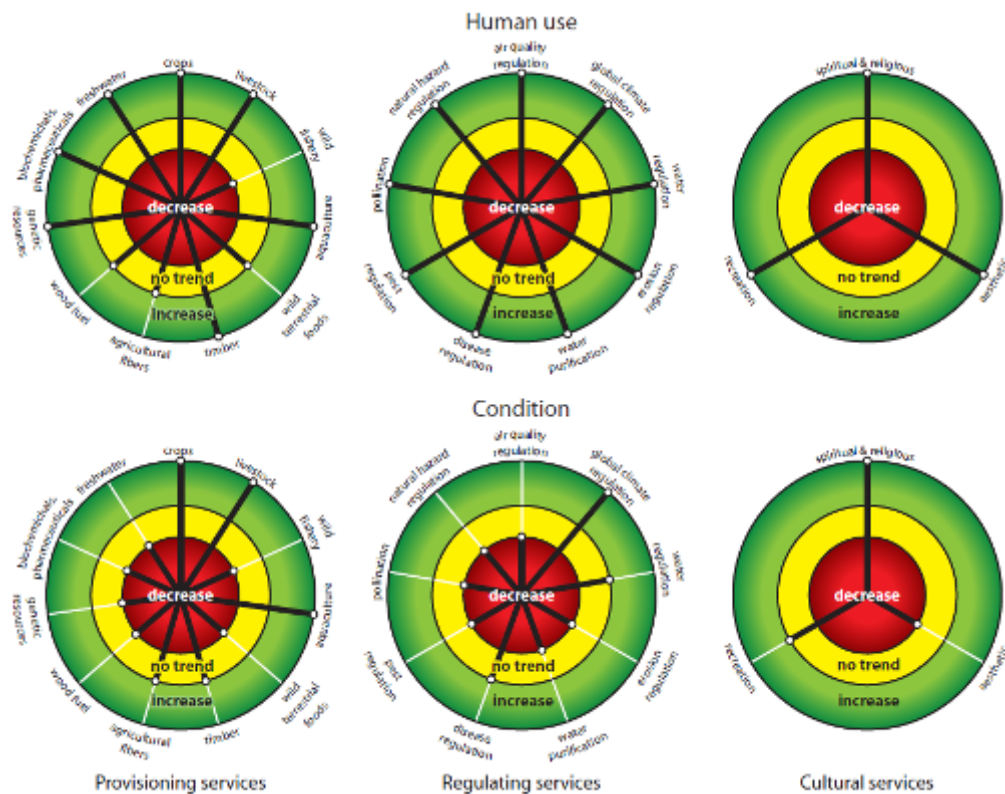 Human use
crops
livestock
wild
fishery
aquaculture
wild
terrestrial
foods
timber
agricultural
fibers
wood fuel
genetic
resources
biochemichals
pharmaceuticals
freshwater
decrease
no trend
increase
air quality
regulation
global climate
regulation
water
regulation
erosion
regulation
water
purification
disease
regulation
pest
regulation
pollination
natural hazard
regulation
decrease
no trend
increase
spiritual & religious
aesthetic
recreation
decrease
no trend
increase
Condition
crops
livestock
wild
fishery
aquaculture
wild
terrestrial
foods
timber
agricultural
fibers
wood fuel
genetic
resources
biochemichals
pharmaceuticals
freshwater
decrease
no trend
increase
air quality
regulation
global climate
regulation
water
regulation
erosion
regulation
water
purification
disease
regulation
pest
regulation
pollination
natural hazard
regulation
decrease
no trend
increase
spiritual & religious
aesthetic
recreation
decrease
no trend
increase
Provisioning services
Regulating services
Cultural services